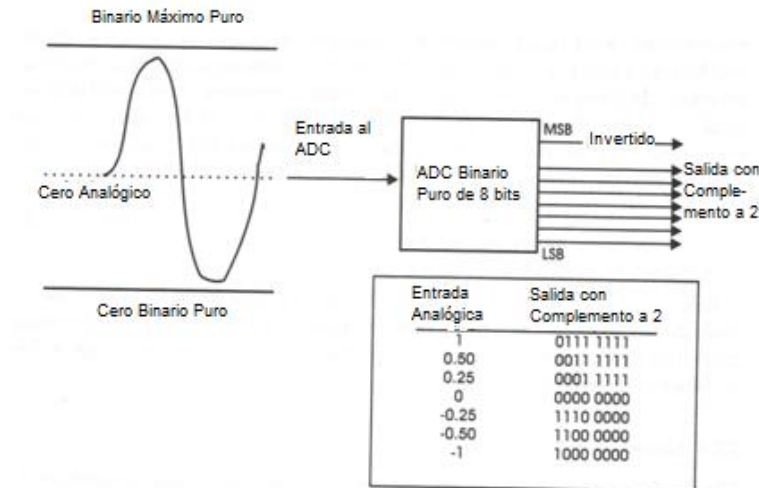 Binario Máximo Puro
Entrada al
ADC
Cero Analógico
Cero Binario Puro
ADC Binario
Puro de 8 bits
MSB
Invertido
Salida con
Comple-
mento a 2
LSB
Entrada
Analógica
Salida con
Complemento a 2
1 0111 1111
0.50 0011 1111
0.25 0001 1111
0 0000 0000
-0.25 1110 0000
-0.50 1100 0000
-1 1000 0000